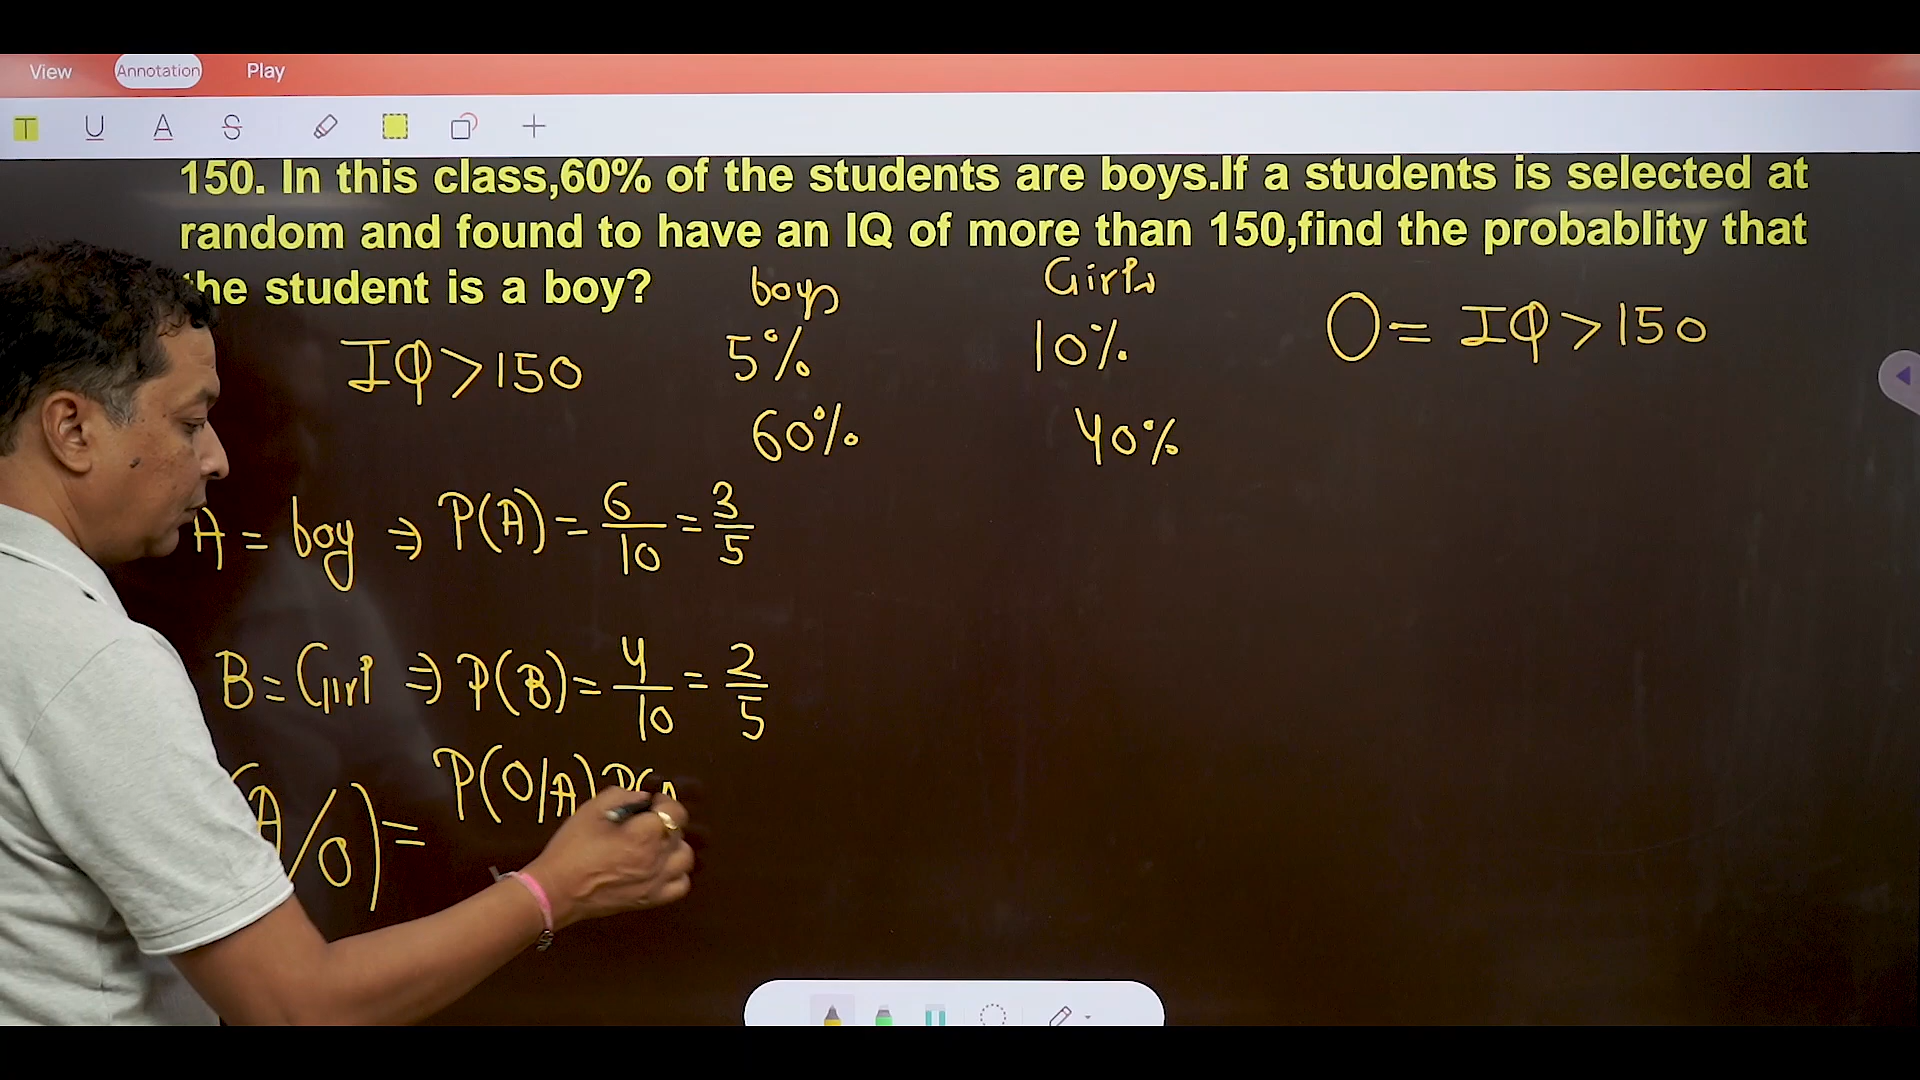 View Annotation Play
T U A S
150. In this class,60% of the students are boys.If a students is selected at
random and found to have an IQ of more than 150,find the probablity that
the student is a boy?
boys Girls
IQ>150 5% 10% O = IQ>150
60% 40%
A = boy ⇒ P(A) = 6/10 = 3/5
B = Girl ⇒ P(B) = 4/10 = 2/5
(A/O) = P(O/A) P(A